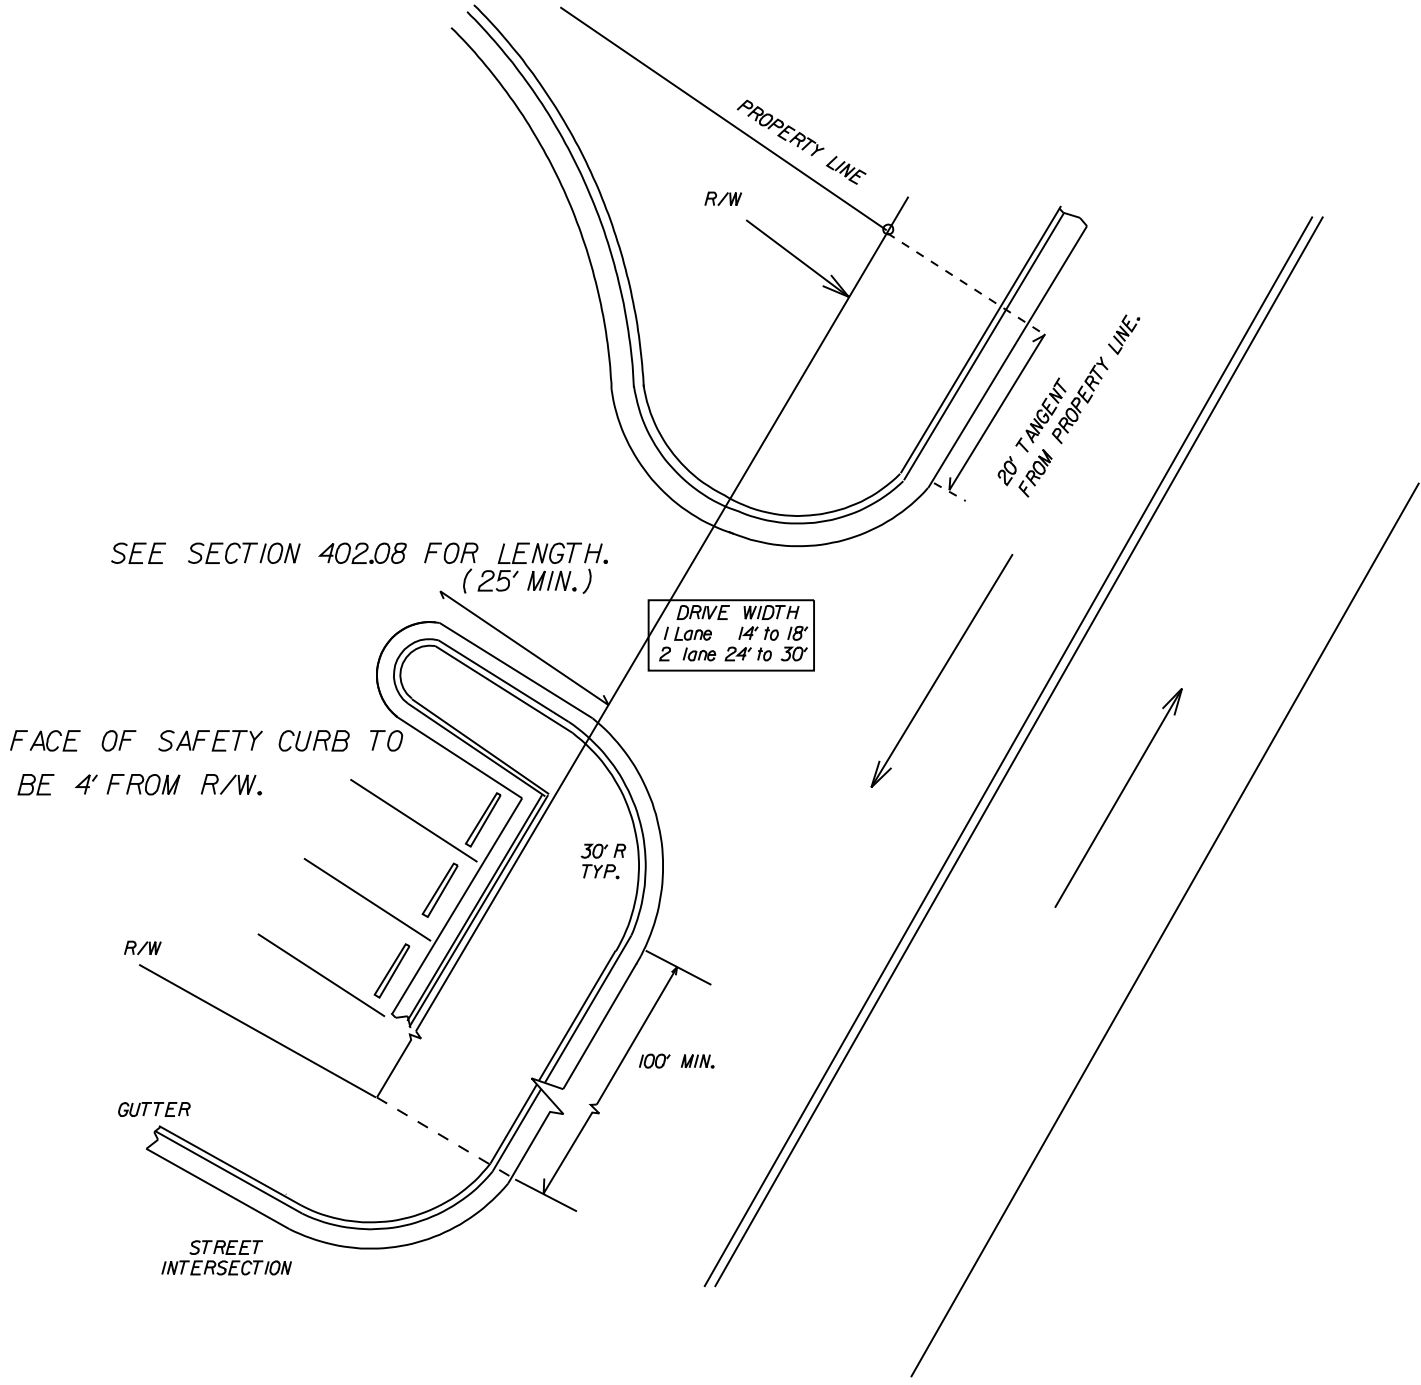 PROPERTY LINE
R/W
20' TANGENT
FROM PROPERTY LINE.
SEE SECTION 402.08 FOR LENGTH.
(25' MIN.)
DRIVE WIDTH
1 Lane 14' to 18'
2 lane 24' to 30'
FACE OF SAFETY CURB TO
BE 4' FROM R/W.
30' R
TYP.
R/W
100' MIN.
GUTTER
STREET
INTERSECTION